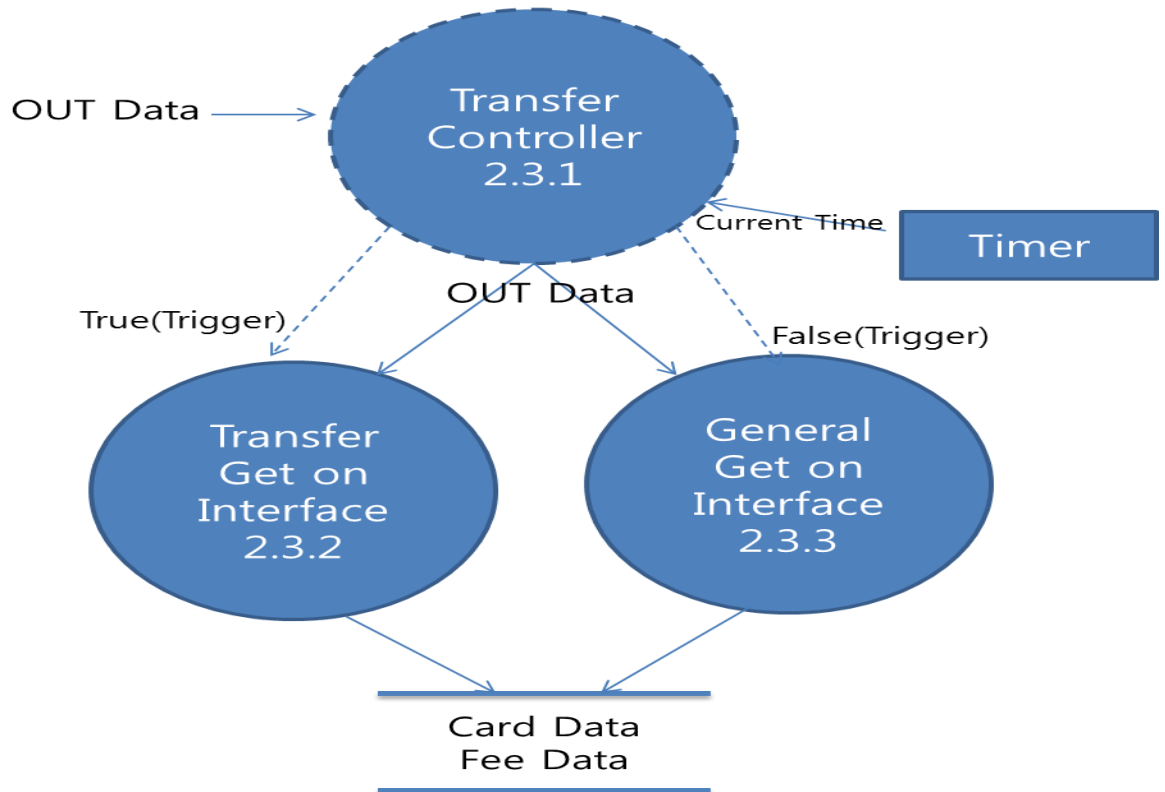 Transfer
Controller
2.3.1
OUT Data
Current Time
Timer
OUT Data
True(Trigger)
False(Trigger)
Transfer
Get on
Interface
2.3.2
General
Get on
Interface
2.3.3
Card Data
Fee Data